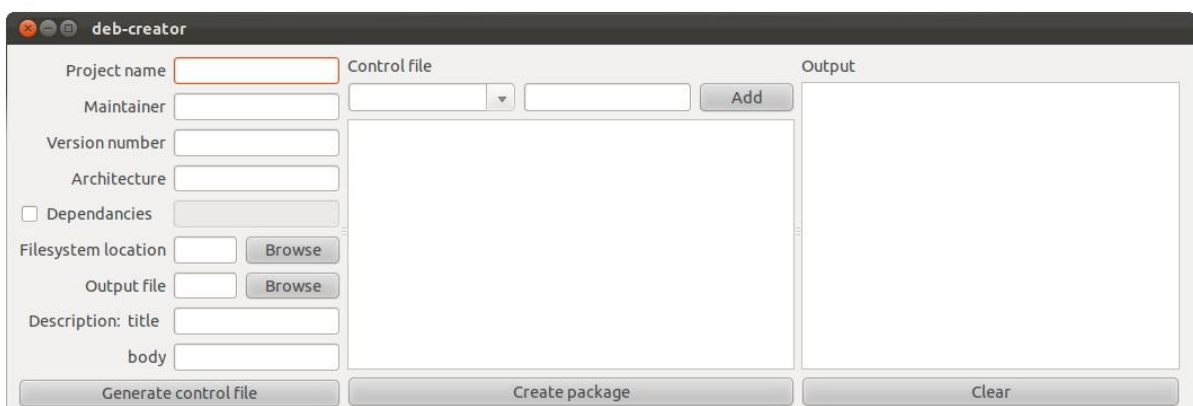 deb-creator
Project name
Maintainer
Version number
Architecture
Dependancies
Filesystem location Browse
Output file Browse
Description: title
body
Generate control file
Control file
Add
Create package
Output
Clear